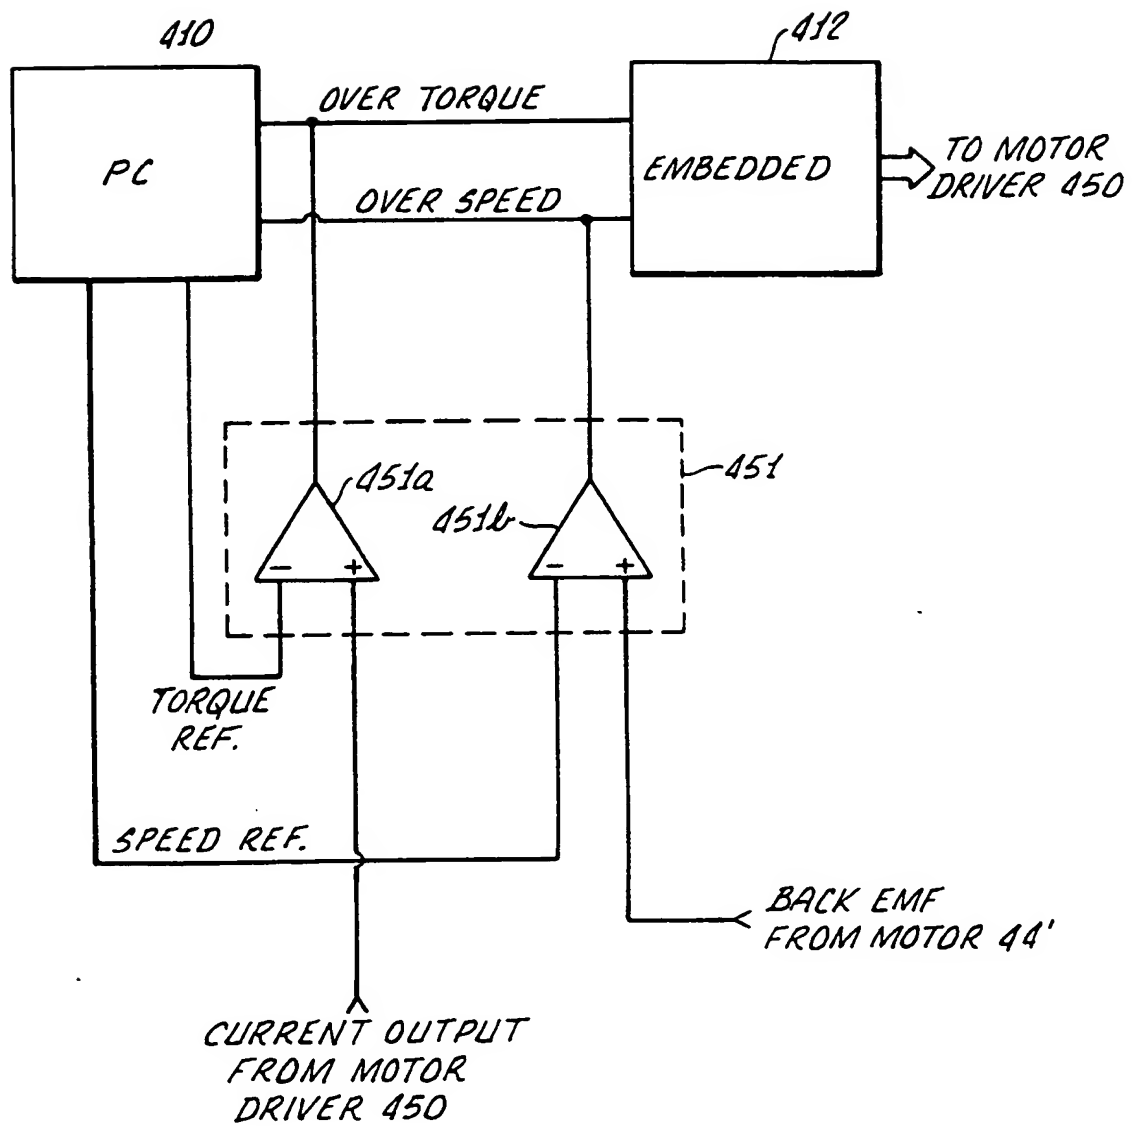 410
412
OVER TORQUE
PC
EMBEDDED
TO MOTOR
DRIVER 450
OVER SPEED
451a
451
451b
- +
- +
TORQUE
REF.
SPEED REF.
BACK EMF
FROM MOTOR 44'
CURRENT OUTPUT
FROM MOTOR
DRIVER 450